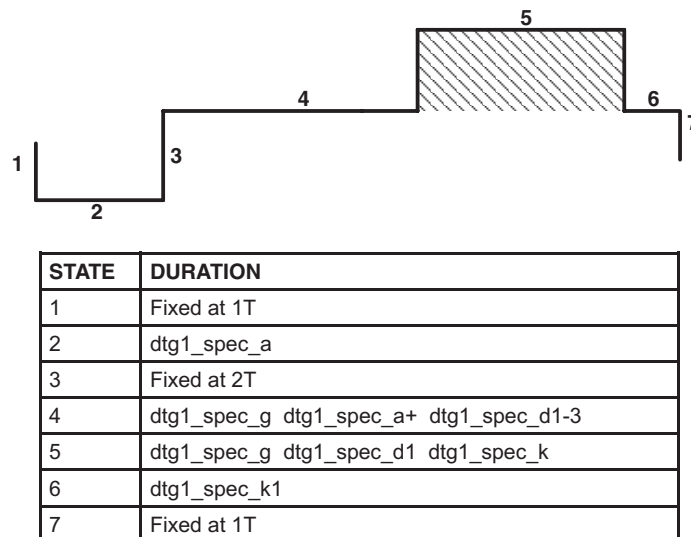 5
4
6
7
1
3
2
STATE DURATION
1 Fixed at 1T
2 dtg1_spec_a
3 Fixed at 2T
4 dtg1_spec_g dtg1_spec_a+ dtg1_spec_d1-3
5 dtg1_spec_g dtg1_spec_d1 dtg1_spec_k
6 dtg1_spec_k1
7 Fixed at 1T